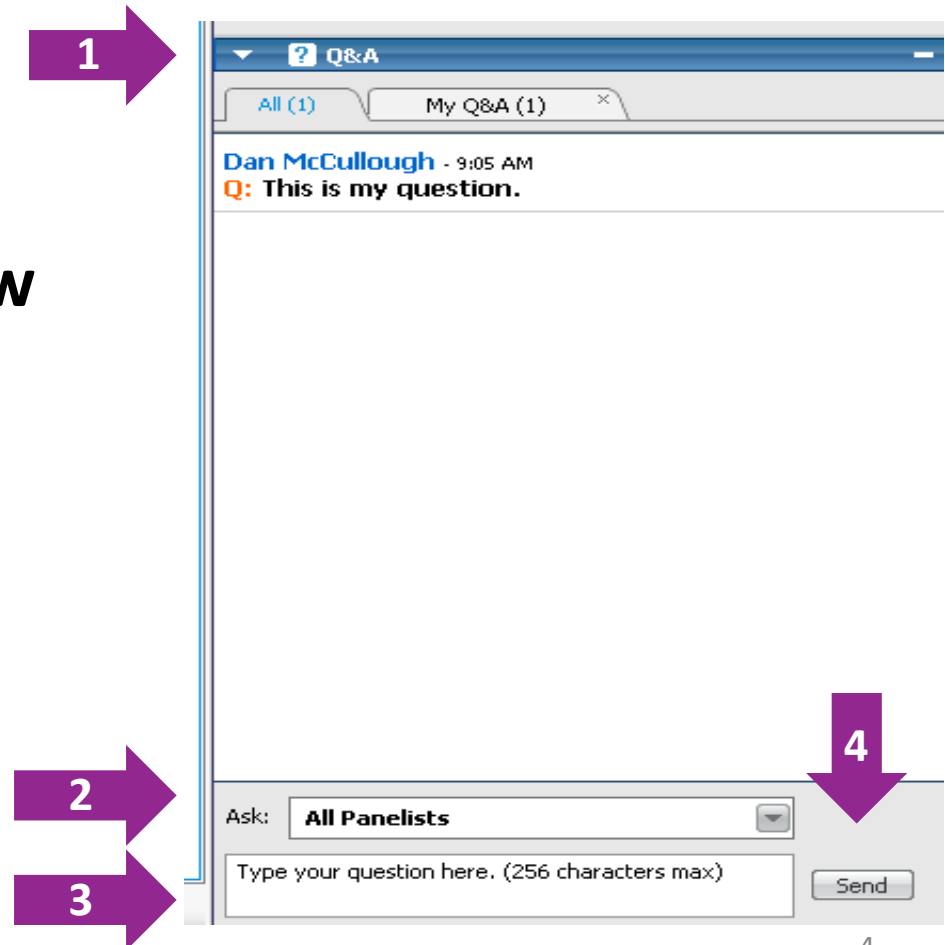 1
? Q&A
All (1) My Q&A (1)
Dan McCullough - 9:05 AM
Q: This is my question.
w
4
2
Ask: All Panelists
3
Type your question here. (256 characters max)
Send
4